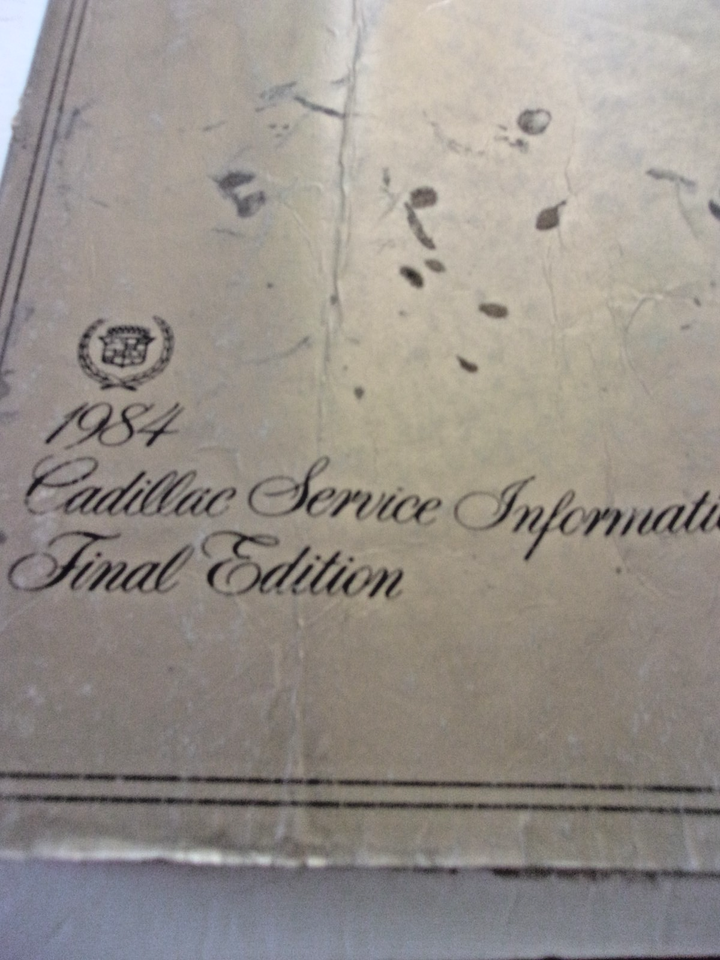 1984
Cadillac Service Informati
Final Edition